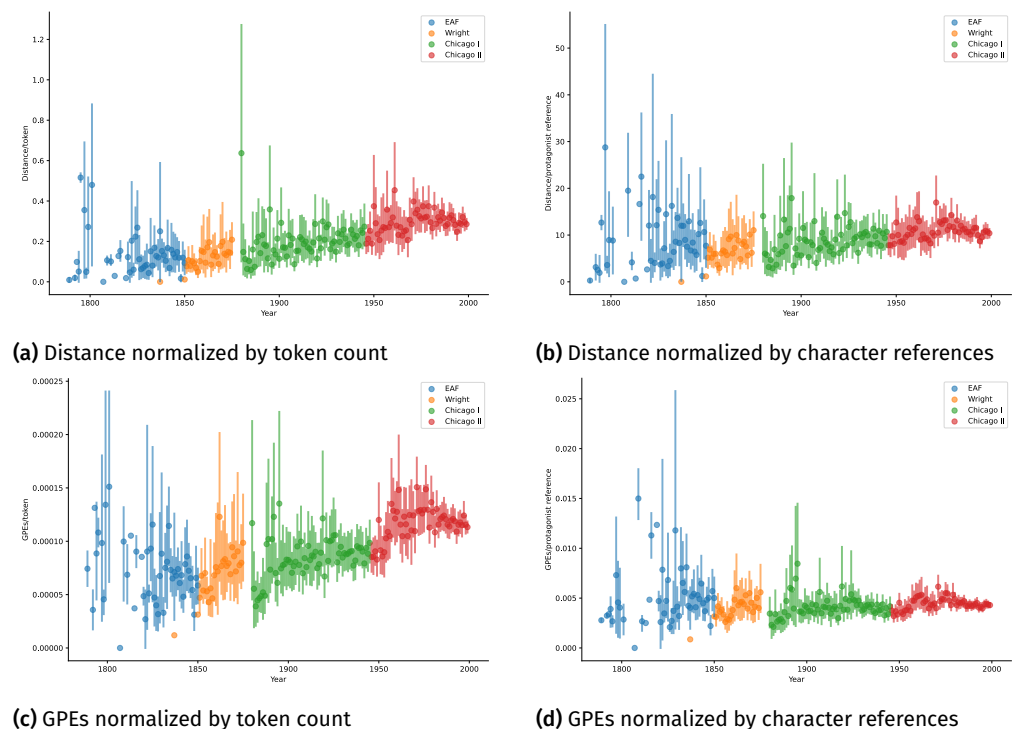 EAF
Wright
Chicago I
Chicago II
1.2
1.0
0.8
0.6
0.4
0.2
0.0
Distance/token
1800
1850
1900
1950
2000
Year
(a) Distance normalized by token count
EAF
Wright
Chicago I
Chicago II
50
40
30
20
10
0
Distance/protagonist reference
1800
1850
1900
1950
2000
Year
(b) Distance normalized by character references
EAF
Wright
Chicago I
Chicago II
0.00025
0.00020
0.00015
0.00010
0.00005
0.00000
GPEs/token
1800
1850
1900
1950
2000
Year
(c) GPEs normalized by token count
EAF
Wright
Chicago I
Chicago II
0.025
0.020
0.015
0.010
0.005
0.000
GPEs/protagonist reference
1800
1850
1900
1950
2000
Year
(d) GPEs normalized by character references